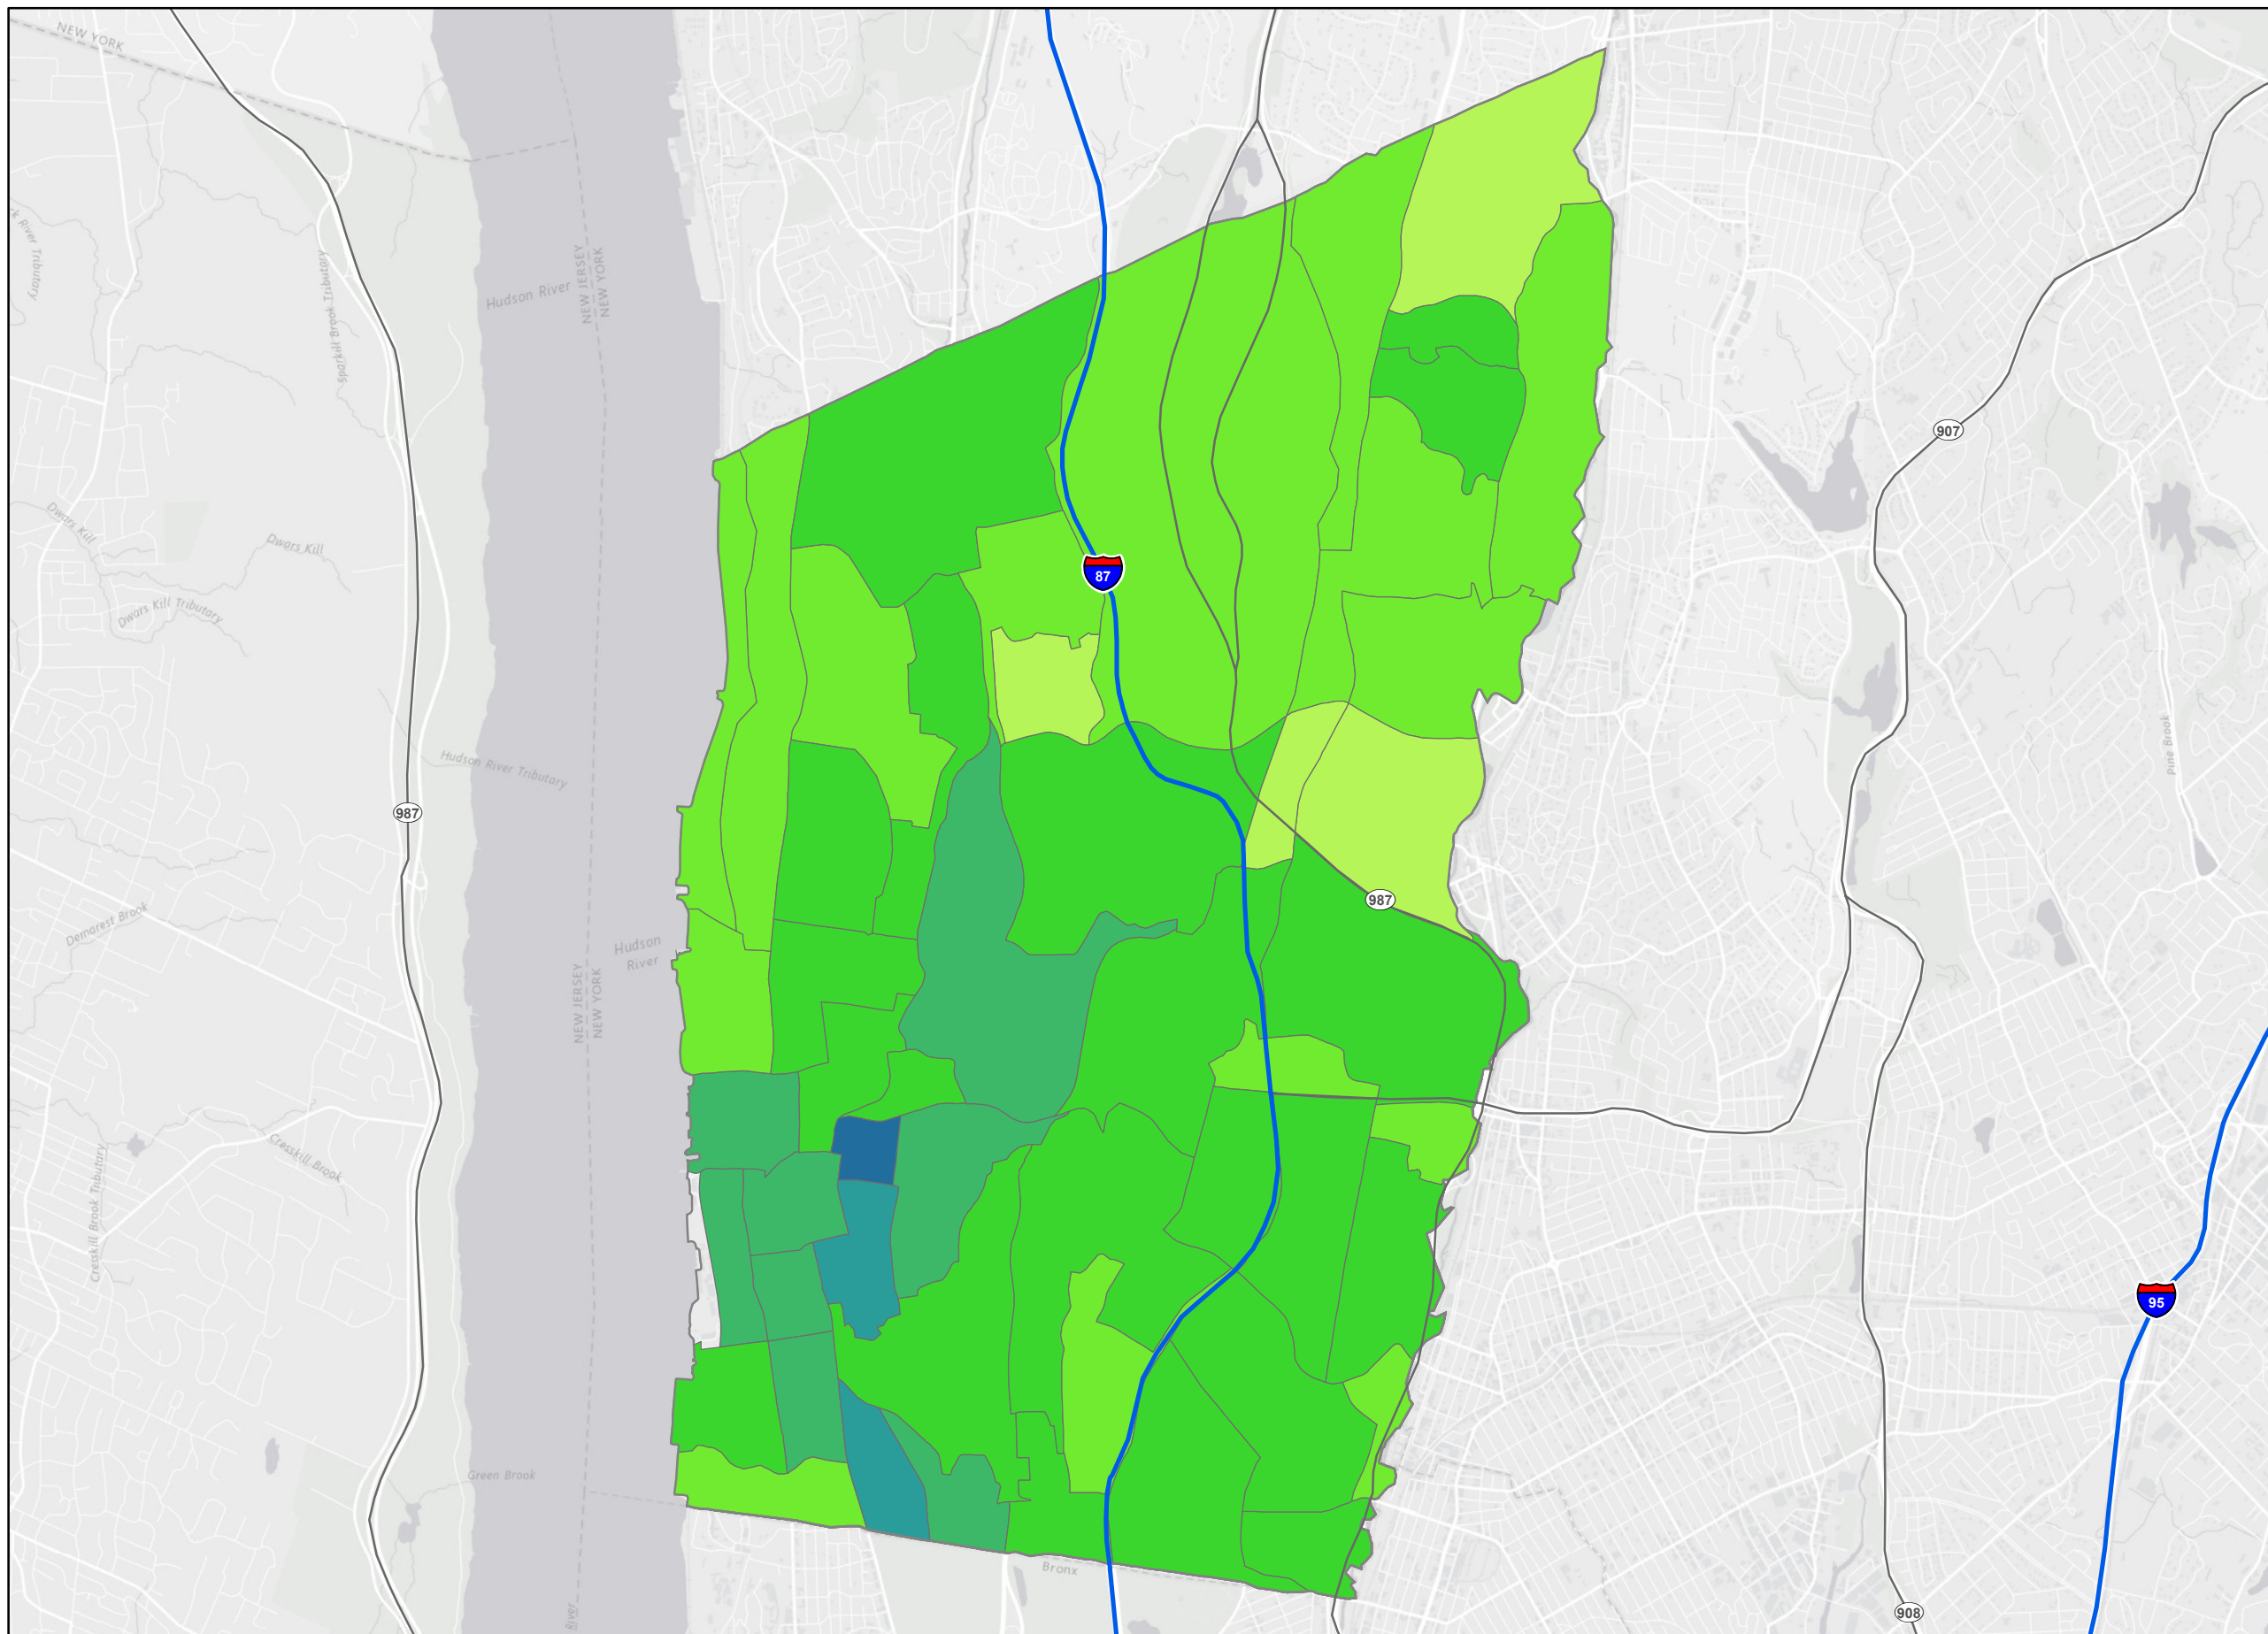 NEW YORK
k River Tributary
Sparkill Brook Tributary
Hudson River
NEW JERSEY
NEW YORK
907
Dwars Kill
Dwars Kill
87
Dwars Kill Tributary
Hudson River Tributary
Pine Brook
987
987
Demarest Brook
Hudson
River
NEW JERSEY
NEW YORK
Cresskill Brook
Cresskill Brook Tributary
95
Green Brook
Bronx
River
908